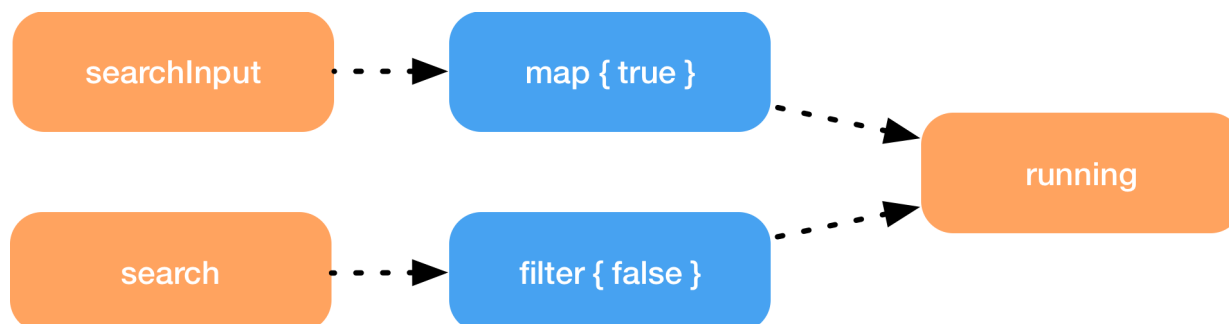 searchInput
map { true }
running
search
filter { false }